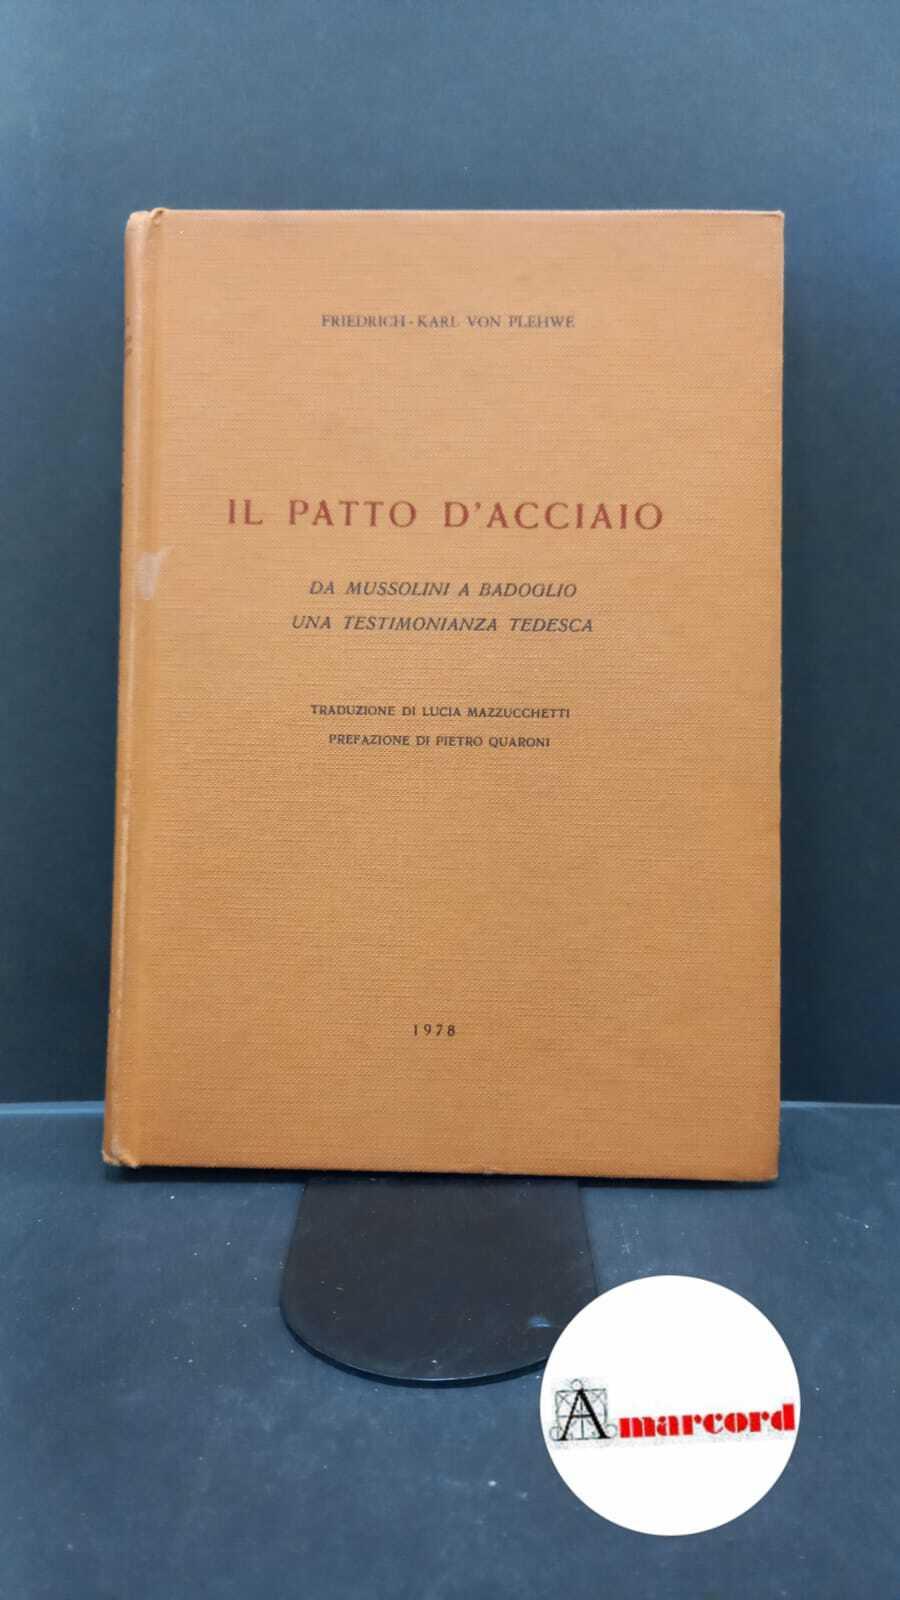 FRIEDRICH-KARL VON PLEHWE
IL PATTO D'ACCIAIO
DA MUSSOLINI A BADOGLIO
UNA TESTIMONIANZA TEDESCA
TRADUZIONE DI LUCIA MAZZUCCHETTI
PREFAZIONE DI PIETRO QUARONI
1978
Amarcord